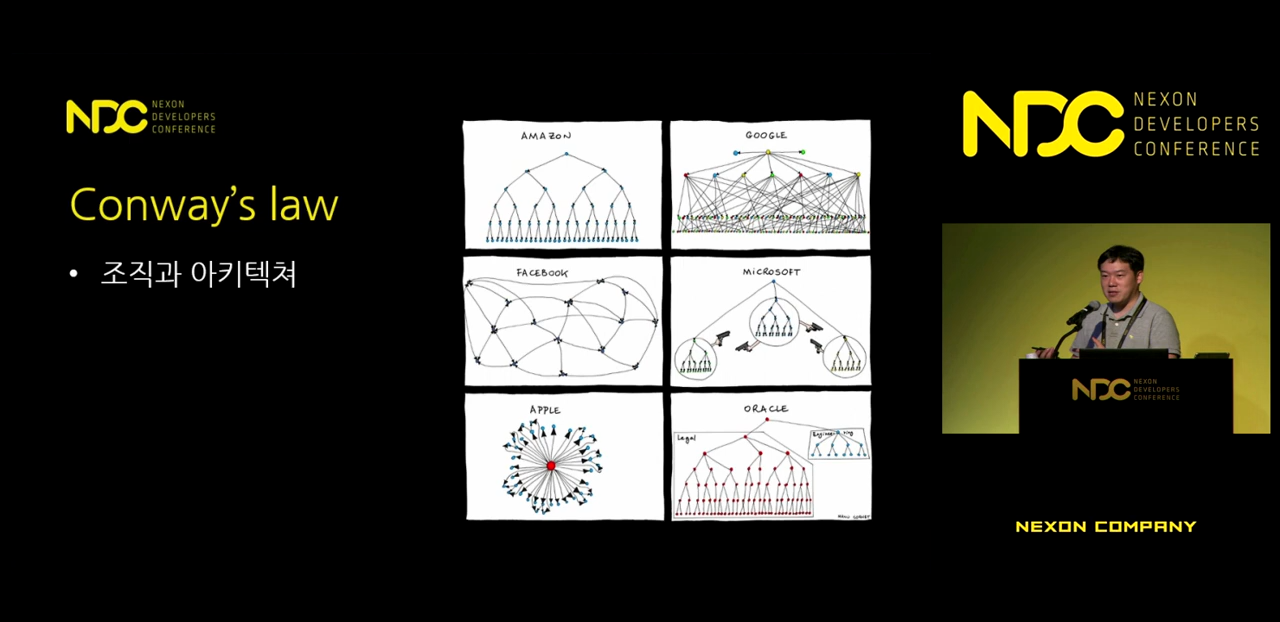 NDC NEXON
DEVELOPERS
CONFERENCE
Conway's law
• 조직과 아키텍쳐
AMAZON
GOOGLE
FACEBOOK
MICROSOFT
APPLE
ORACLE
Legal
Engineering
NDC NEXON
DEVELOPERS
CONFERENCE
NDC NEXON
DEVELOPERS
CONFERENCE
NEXON COMPANY